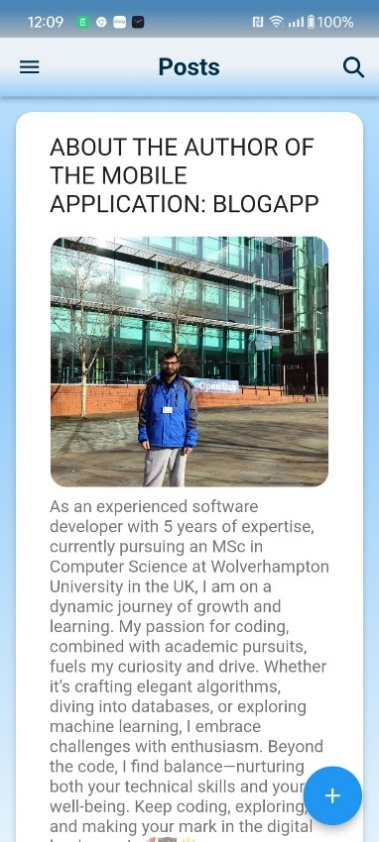 12:09
100%
Posts
ABOUT THE AUTHOR OF
THE MOBILE
APPLICATION: BLOGAPP
As an experienced software
developer with 5 years of expertise,
currently pursuing an MSc in
Computer Science at Wolverhampton
University in the UK, I am on a
dynamic journey of growth and
learning. My passion for coding,
combined with academic pursuits,
fuels my curiosity and drive. Whether
it's crafting elegant algorithms,
diving into databases, or exploring
machine learning, I embrace
challenges with enthusiasm. Beyond
the code, I find balance—nurturing
both your technical skills and your
well-being. Keep coding, exploring,
and making your mark in the digital